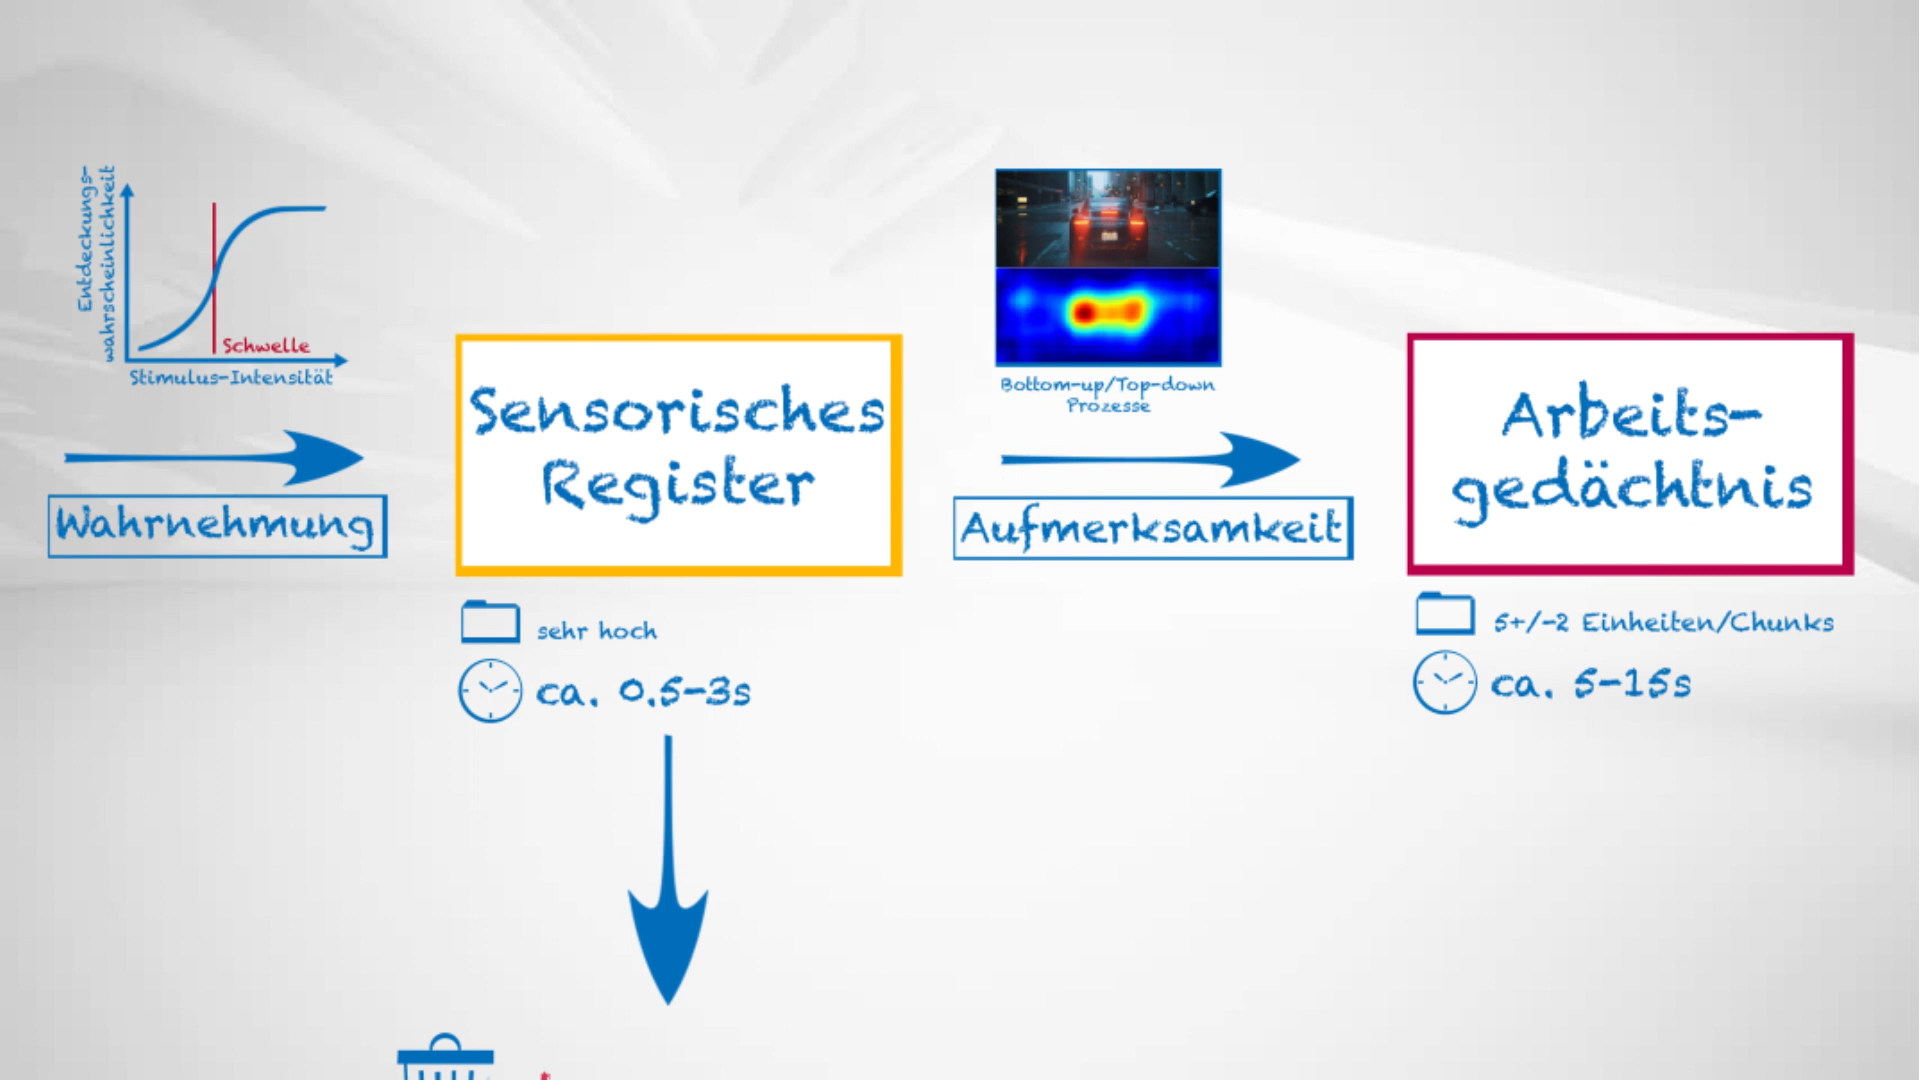 Entdeckungs-
wahrscheinlichkeit
Schwelle
Stimulus-Intensität
Wahrnehmung
Sensorisches
Register
sehr hoch
ca. 0.5-3s
Bottom-up/Top-down
Prozesse
Aufmerksamkeit
Arbeits-
gedächtnis
5+/-2 Einheiten/Chunks
ca. 5-15s